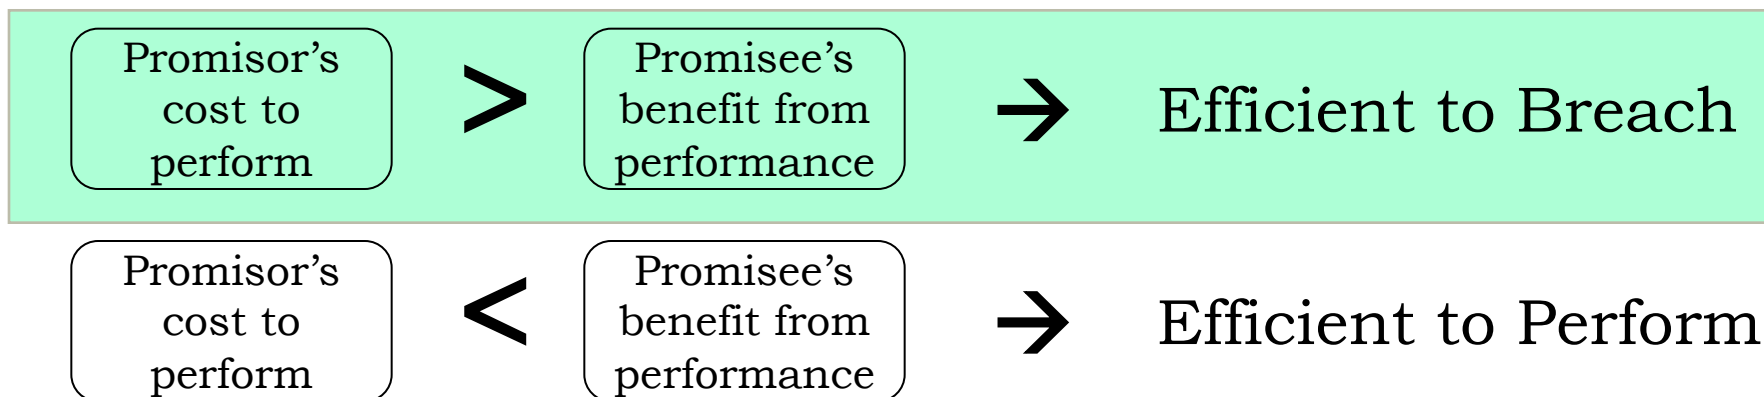 Promisor’s
cost to
perform
>
Promisee’s
benefit from
performance
→
Efficient to Breach
Promisor’s
cost to
perform
<
Promisee’s
benefit from
performance
→
Efficient to Perform